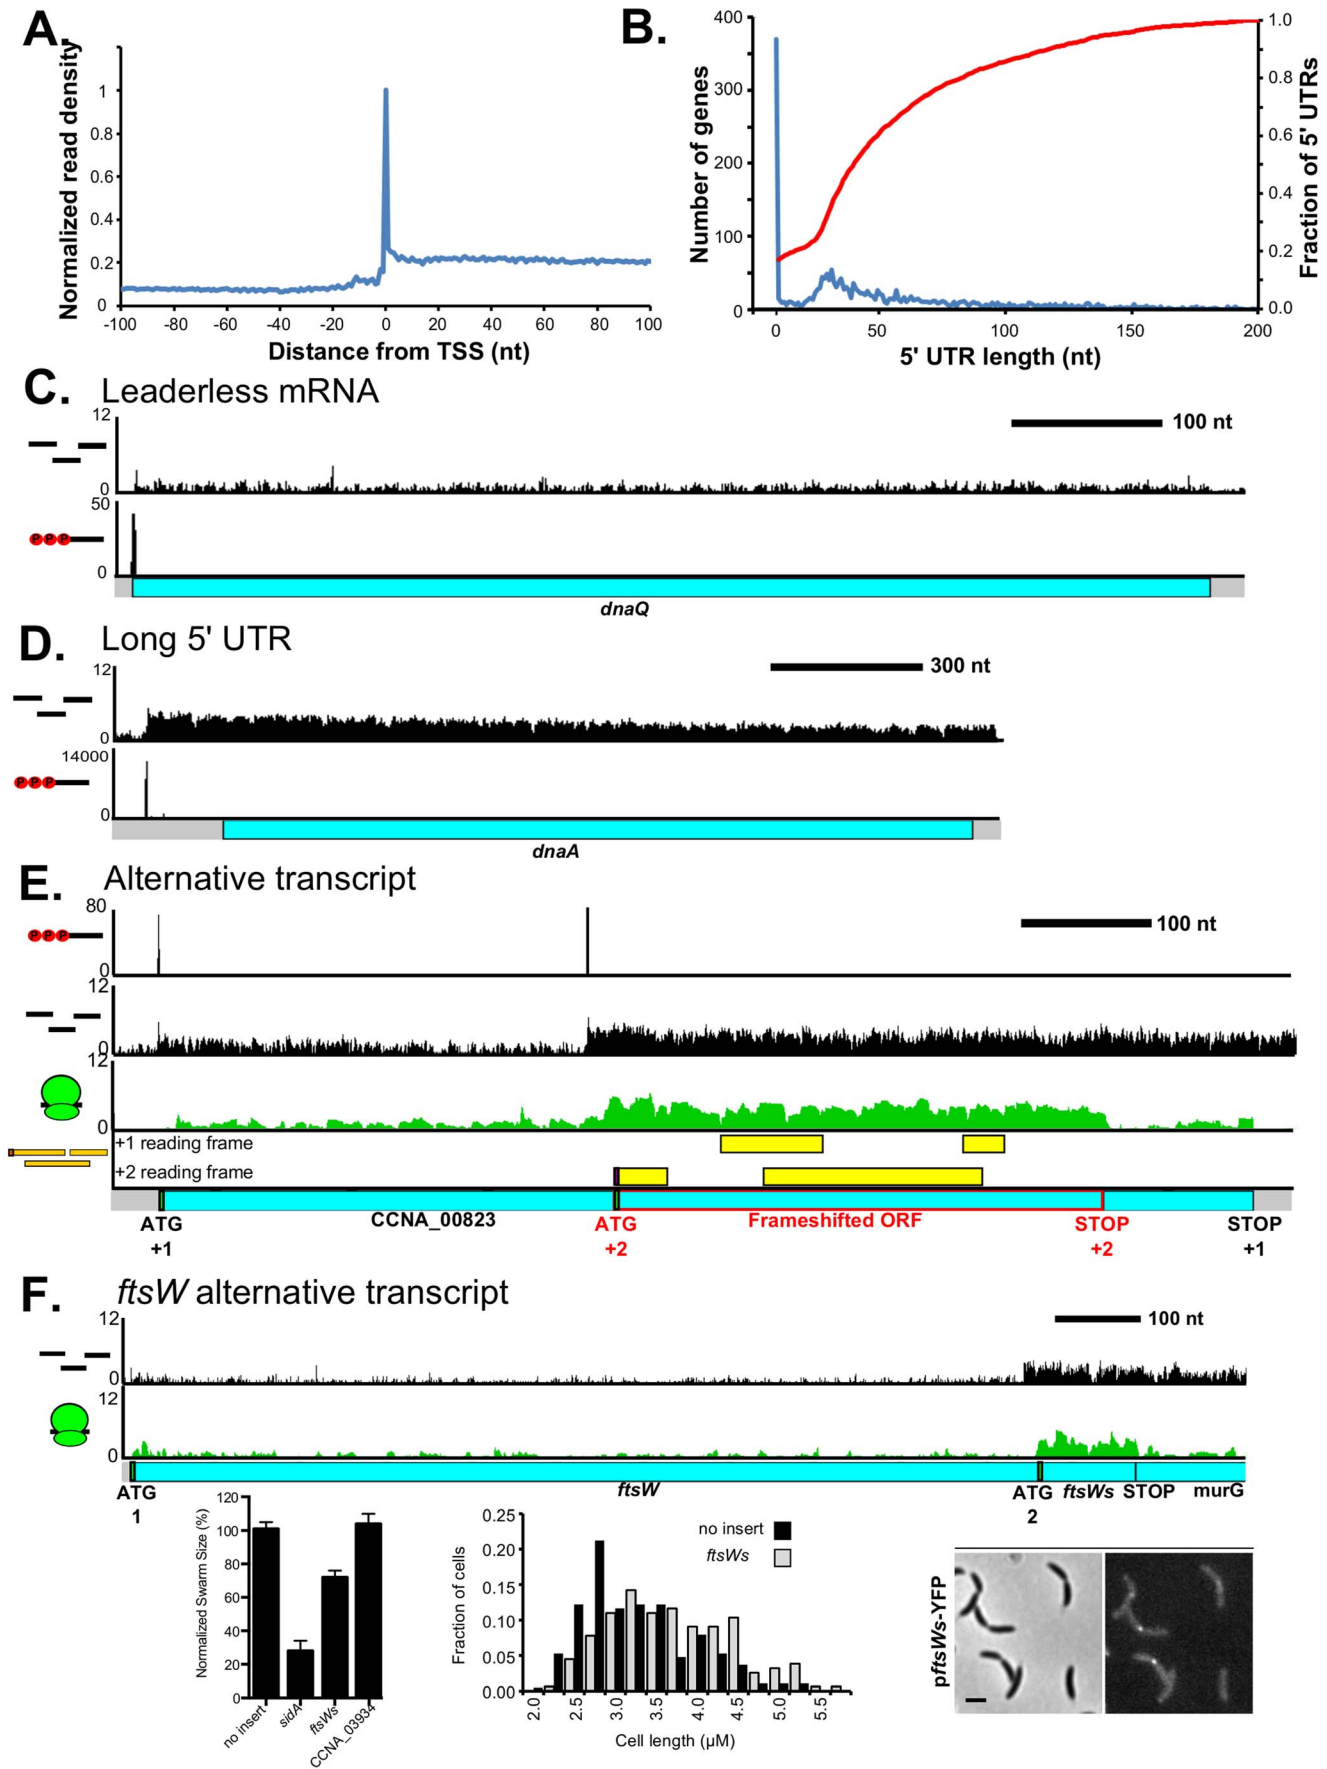 A.
Normalized read density
1
0.8
0.6
0.4
0.2
0
-100 -80 -60 -40 -20 0 20 40 60 80 100
Distance from TSS (nt)
B.
Number of genes
400
300
200
100
0
1.0
0.8
0.6
0.4
0.2
0.0
Fraction of 5' UTRs
0 50 100 150 200
5' UTR length (nt)
C. Leaderless mRNA
12
0
100 nt
50
0
P P P
dnaQ
D. Long 5' UTR
12
0
300 nt
14000
0
P P P
dnaA
E. Alternative transcript
80
0
P P P
100 nt
12
0
12
0
+1 reading frame
+2 reading frame
ATG CCNA_00823 ATG Frameshifted ORF STOP STOP
+1 +2 +2 +1
F. ftsW alternative transcript
12
0
100 nt
12
0
ATG ftsW ATG ftsWs STOP murG
1 2
Normalized Swarm Size (%)
120
100
80
60
40
20
0
no insert sidA ftsWs CCNA_03934
Fraction of cells
0.25
0.20
0.15
0.10
0.05
0.00
no insert
ftsWs
2.0 2.5 3.0 3.5 4.0 4.5 5.0 5.5
Cell length (μM)
pftsWs-YFP